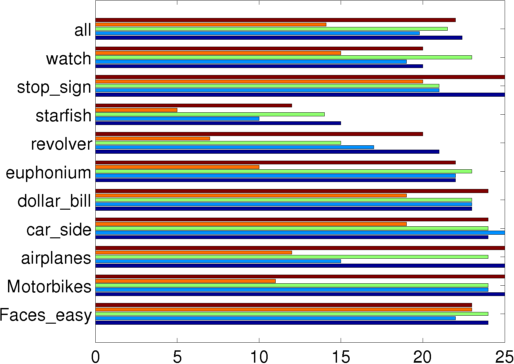 all
watch
stop_sign
starfish
revolver
euphonium
dollar_bill
car_side
airplanes
Motorbikes
Faces_easy
0 5 10 15 20 25